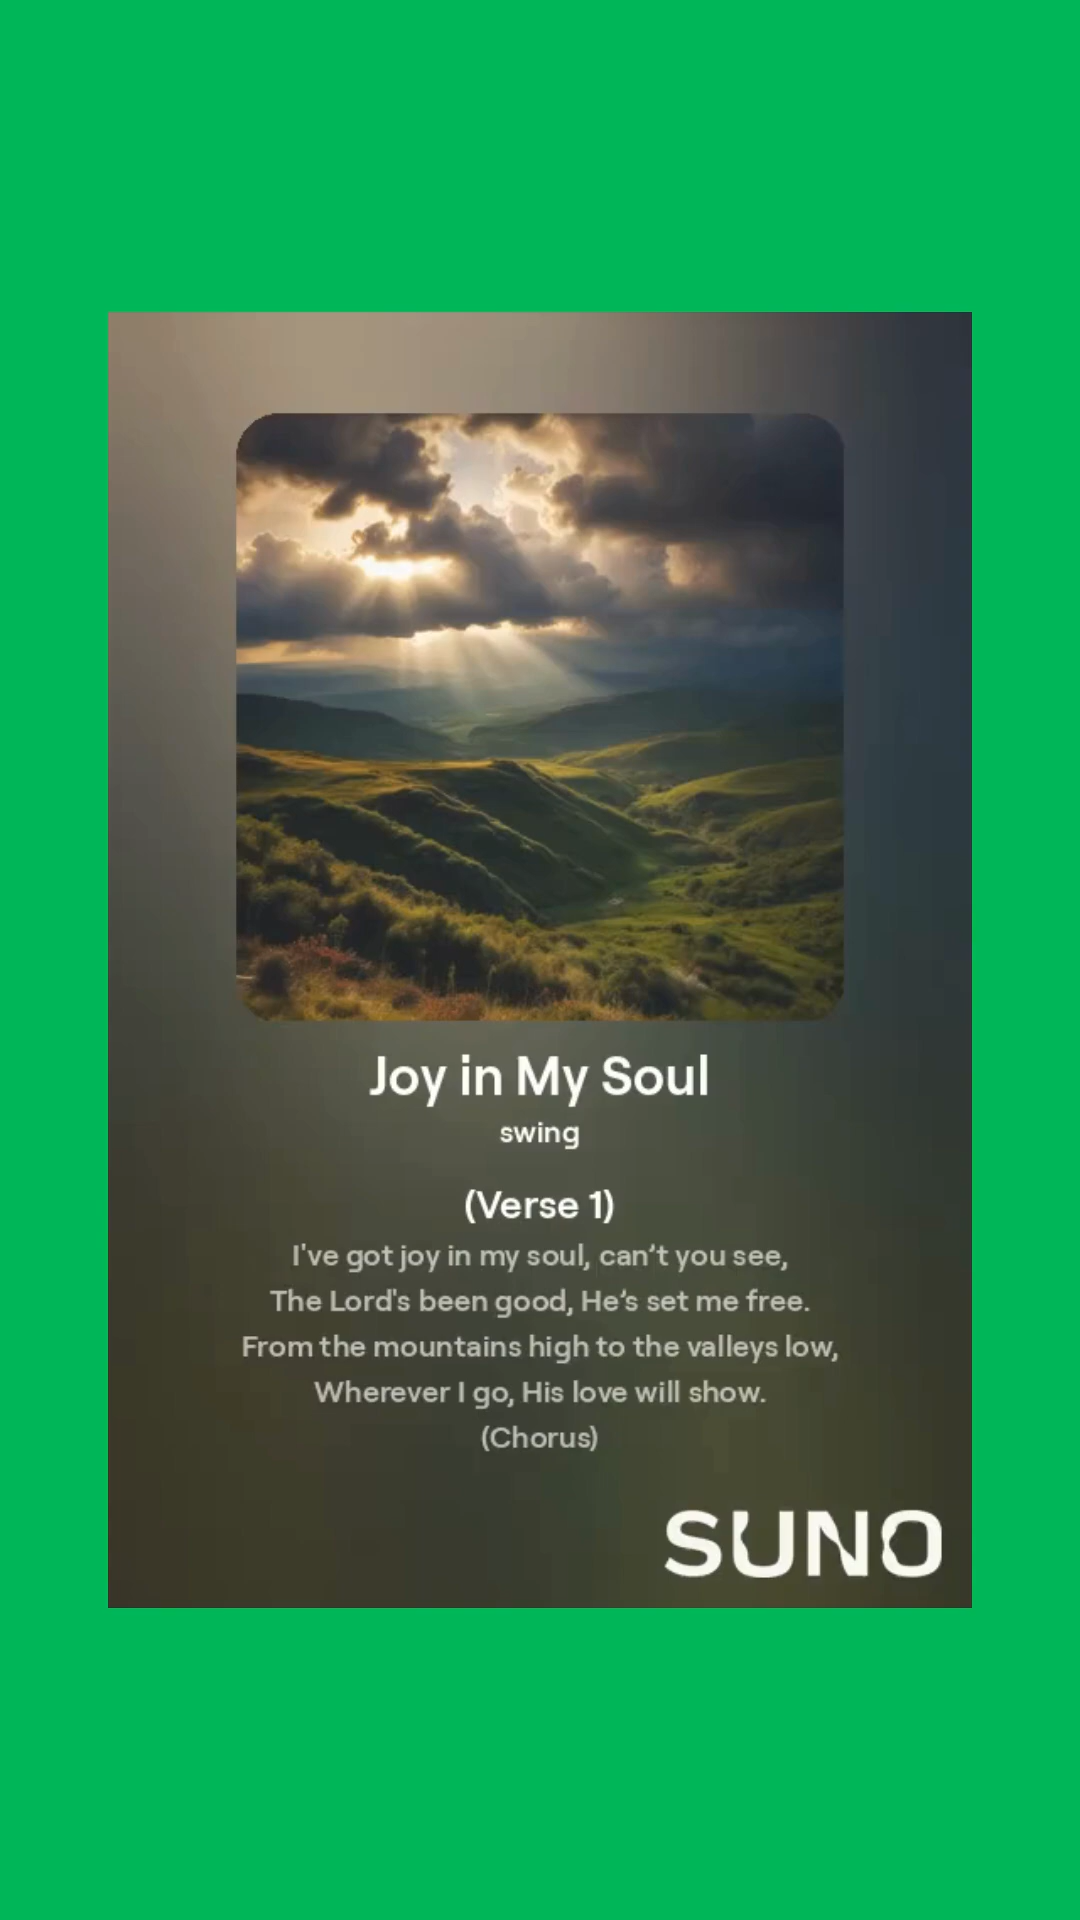 Joy in My Soul
swing
(Verse 1)
I've got joy in my soul, can’t you see,
The Lord's been good, He’s set me free.
From the mountains high to the valleys low,
Wherever I go, His love will show.
(Chorus)
SUNO